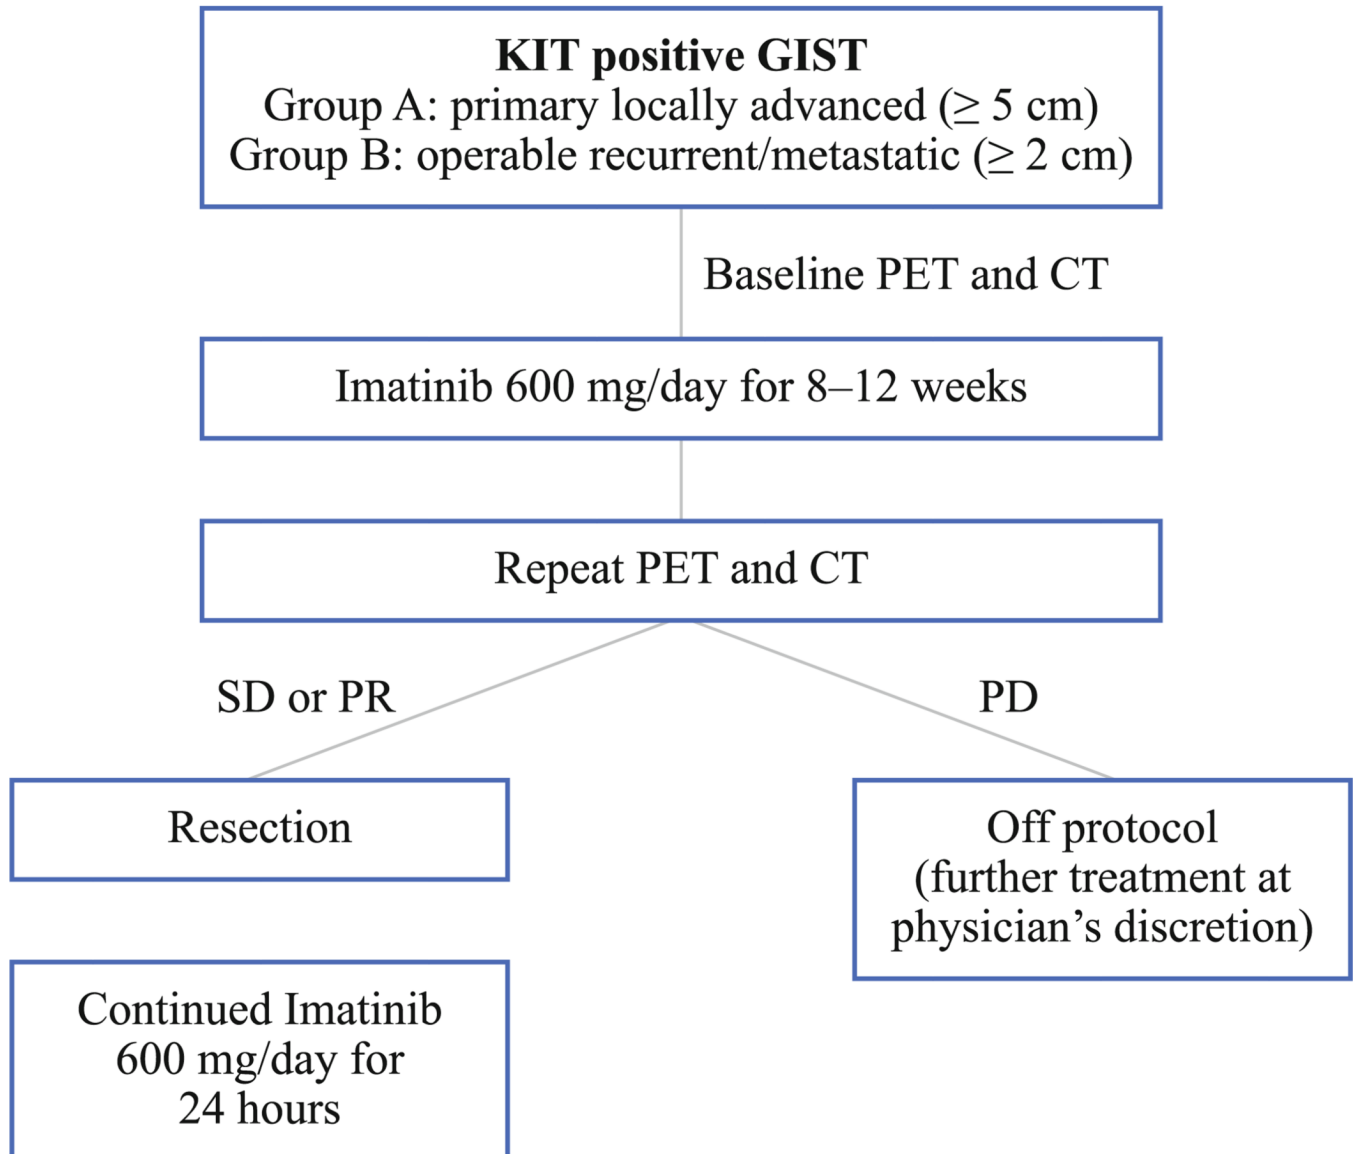 KIT positive GIST
Group A: primary locally advanced (≥ 5 cm)
Group B: operable recurrent/metastatic (≥ 2 cm)
Baseline PET and CT
Imatinib 600 mg/day for 8–12 weeks
Repeat PET and CT
SD or PR
PD
Resection
Off protocol
(further treatment at
physician’s discretion)
Continued Imatinib
600 mg/day for
24 hours